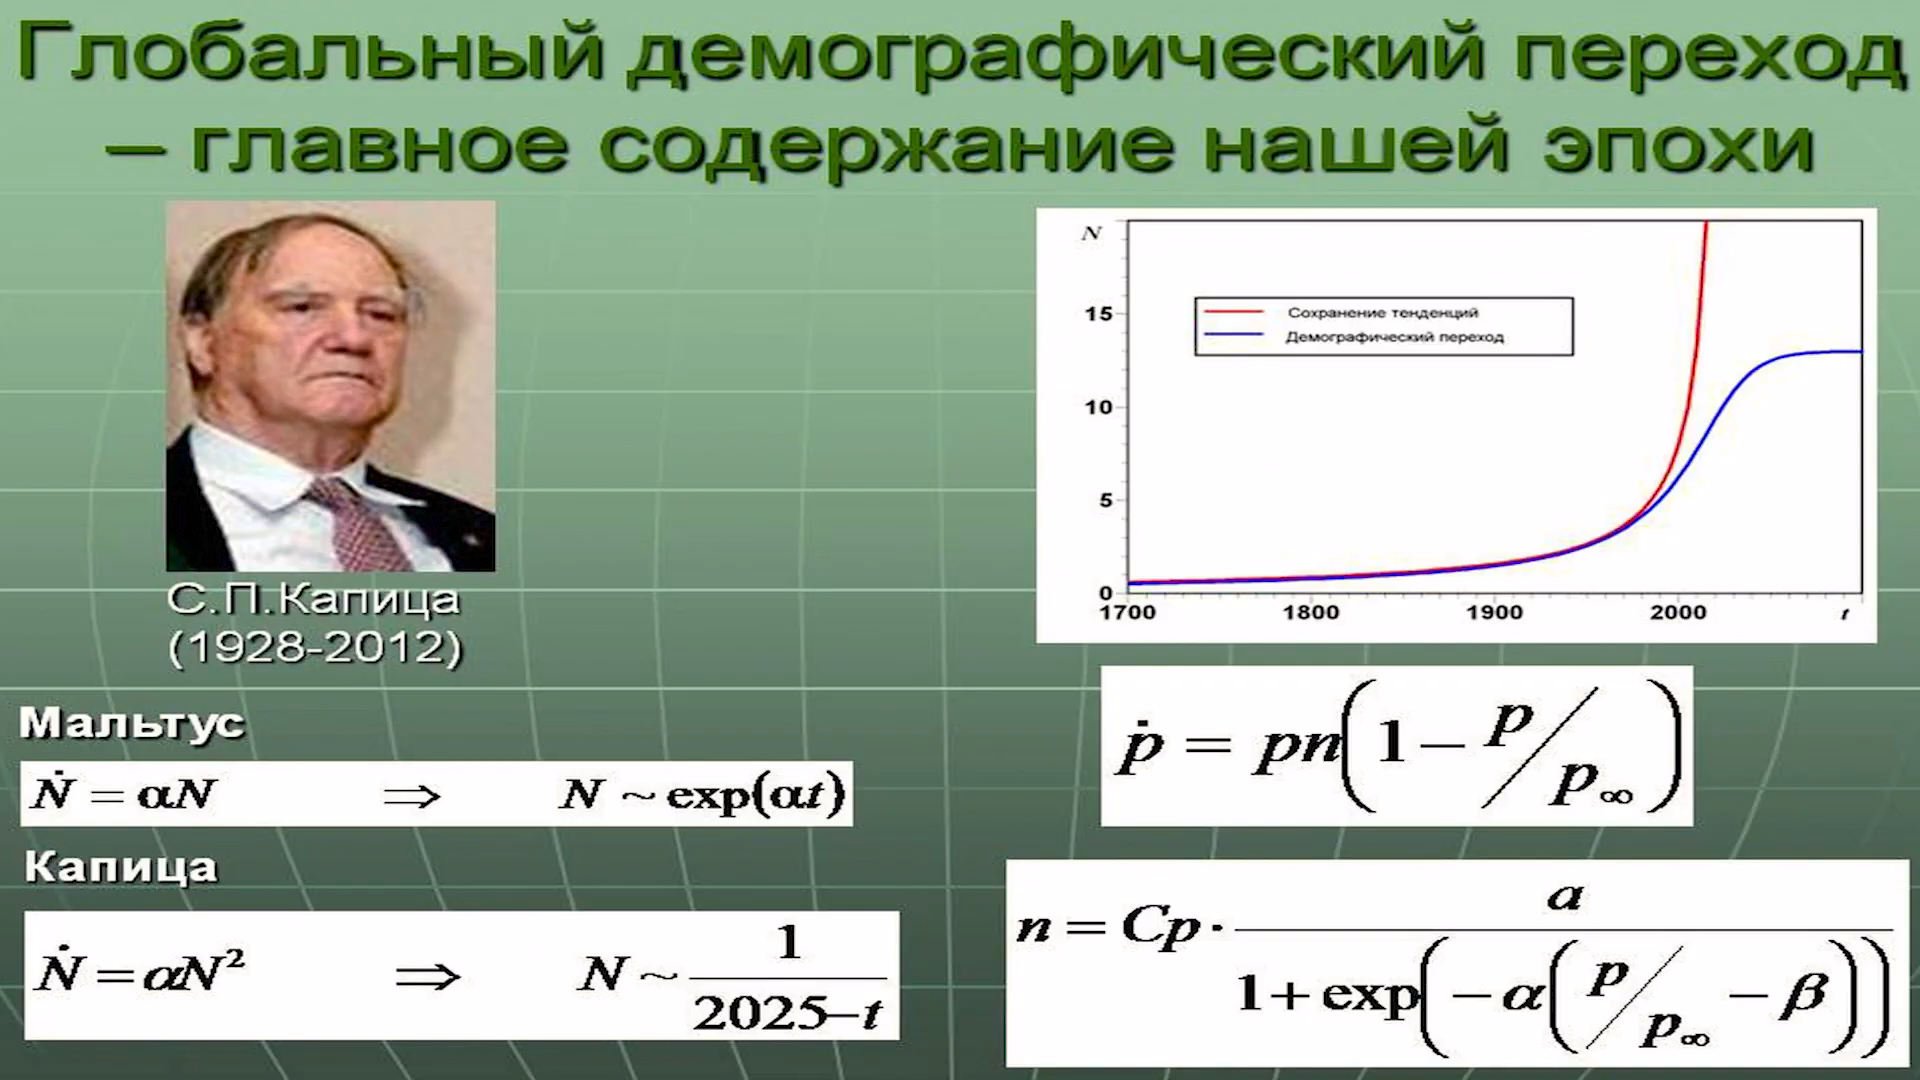 Глобальный демографический переход
– главное содержание нашей эпохи
С.П.Капица
(1928-2012)
N
15
10
5
0
1700 1800 1900 2000 t
Сохранение тенденций
Демографический переход
Мальтус
Ṅ = αN ⇒ N ~ exp(αt)
Капица
Ṅ = αN² ⇒ N ~ 1/(2025−t)
ṗ = pn(1 − p/p∞)
n = Cp · a/(1 + exp(−α(p/p∞ − β)))